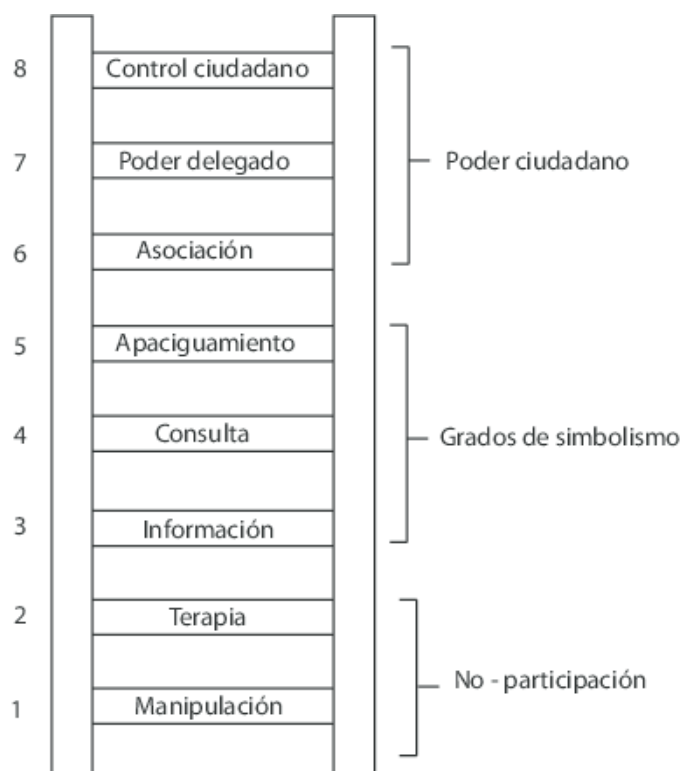 8 Control ciudadano
7 Poder delegado Poder ciudadano
6 Asociación
5 Apaciguamiento
4 Consulta Grados de simbolismo
3 Información
2 Terapia
No - participación
1 Manipulación